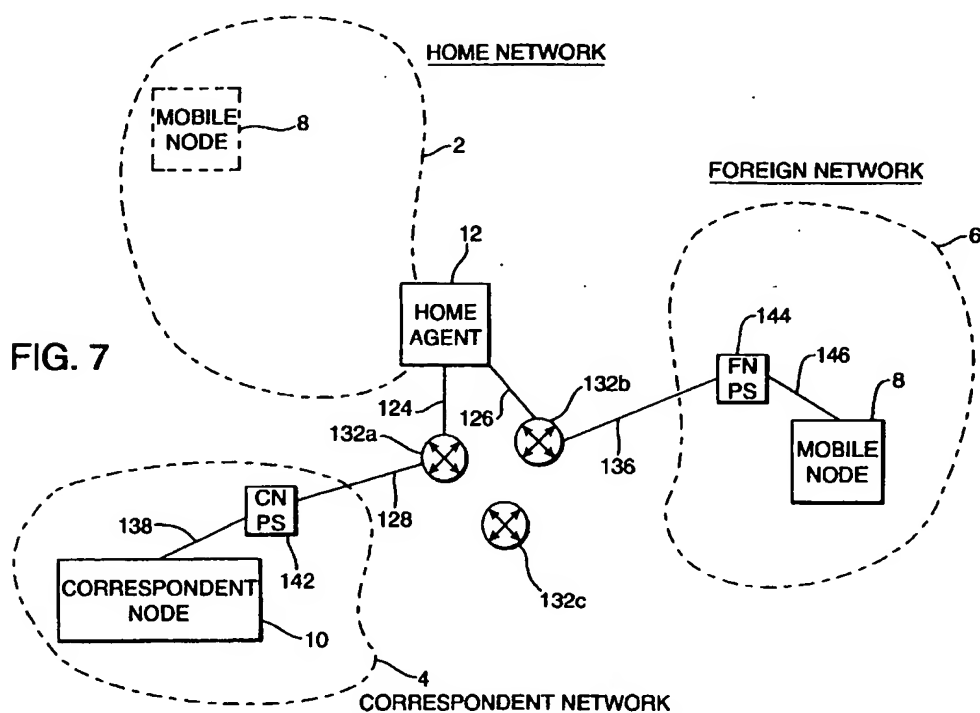 HOME NETWORK
MOBILE
NODE
8
2
FOREIGN NETWORK
6
12
HOME
AGENT
FIG. 7
144
FN
PS
146
8
132b
124
126
132a
136
MOBILE
NODE
CN
PS
138
128
142
132c
CORRESPONDENT
NODE
10
4
CORRESPONDENT NETWORK